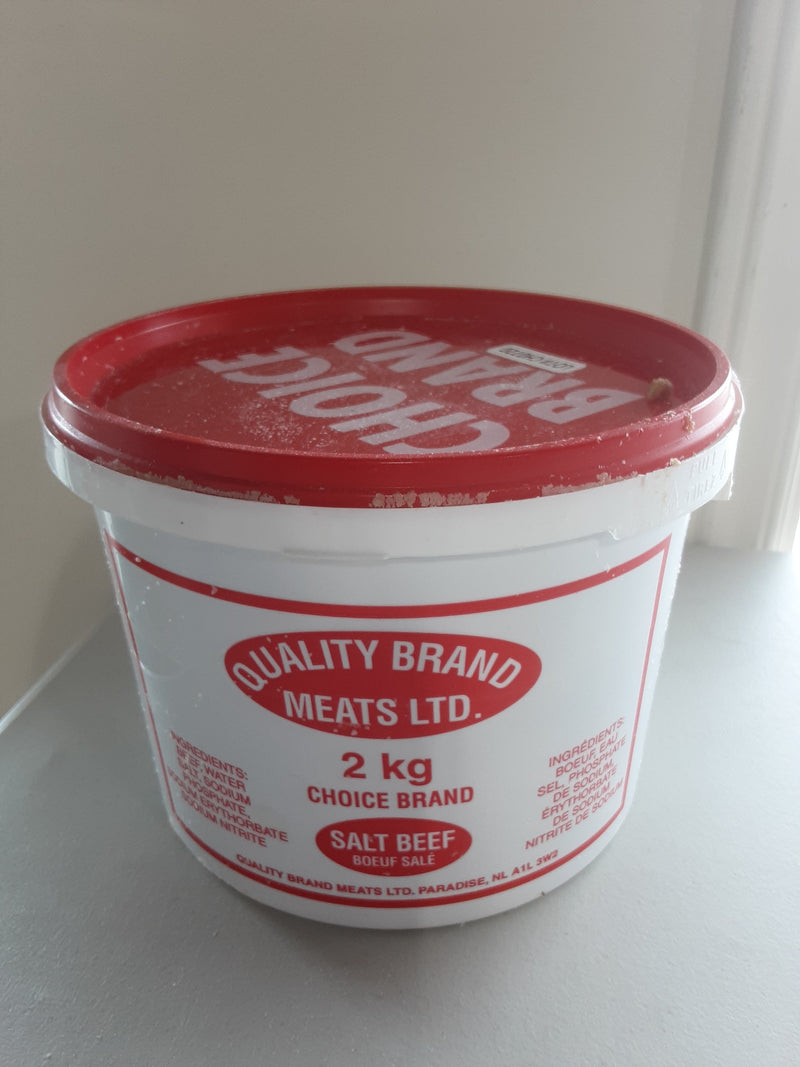 CHOICE
BRAND
QUALITY BRAND
MEATS LTD.
2 kg
CHOICE BRAND
SALT BEEF
BOEUF SALÉ
INGREDIENTS:
BEEF, WATER
SALT, SODIUM
PHOSPHATE,
SODIUM ERYTHORBATE
SODIUM NITRITE
INGRÉDIENTS:
BOEUF, EAU
SEL, PHOSPHATE
DE SODIUM,
ÉRYTHORBATE
DE SODIUM
NITRITE DE SODIUM
QUALITY BRAND MEATS LTD. PARADISE, NL A1L 3W2